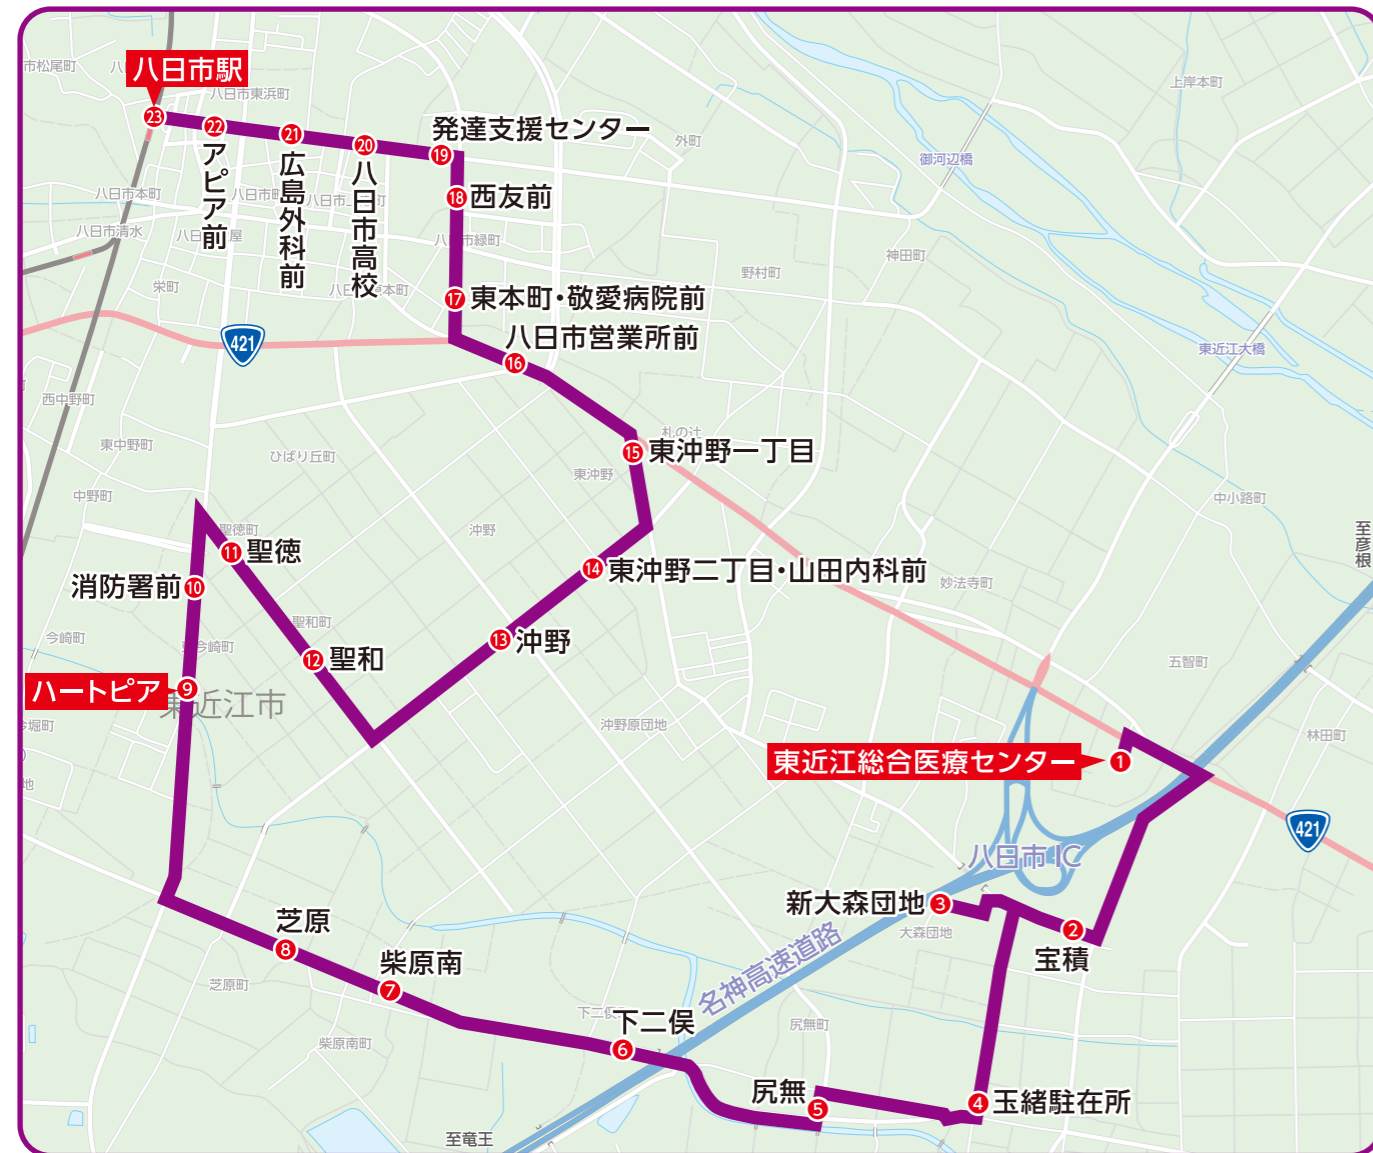 市松尾町
八日市駅
八日市東浜町
上岸本町
23
22
21
20
19
発達支援センター
外町
御河辺橋
アピア前
広島外科前
八日市高校
18
西友前
八日市本町
八日市清水
神田町
野村町
栄町
17
東本町・敬愛病院前
421
16
八日市営業所前
東近江大橋
西中野町
東中野町
ひばり丘町
札の辻
15
東沖野一丁目
東沖野
中野町
中小路町
聖徳町
沖野
至彦根
11
聖徳
14
東沖野二丁目・山田内科前
妙法寺町
消防署前
10
聖和町
今崎町
13
沖野
12
聖和
五智町
ハートピア
9
東近江市
沖野原団地
林田町
東近江総合医療センター
1
421
八日市IC
新大森団地
3
大森団地
2
宝積
芝原
8
名神高速道路
柴原南
7
芝原町
下二俣
6
尻無町
柴原南町
尻無
5
4
玉緒駐在所
至竜王